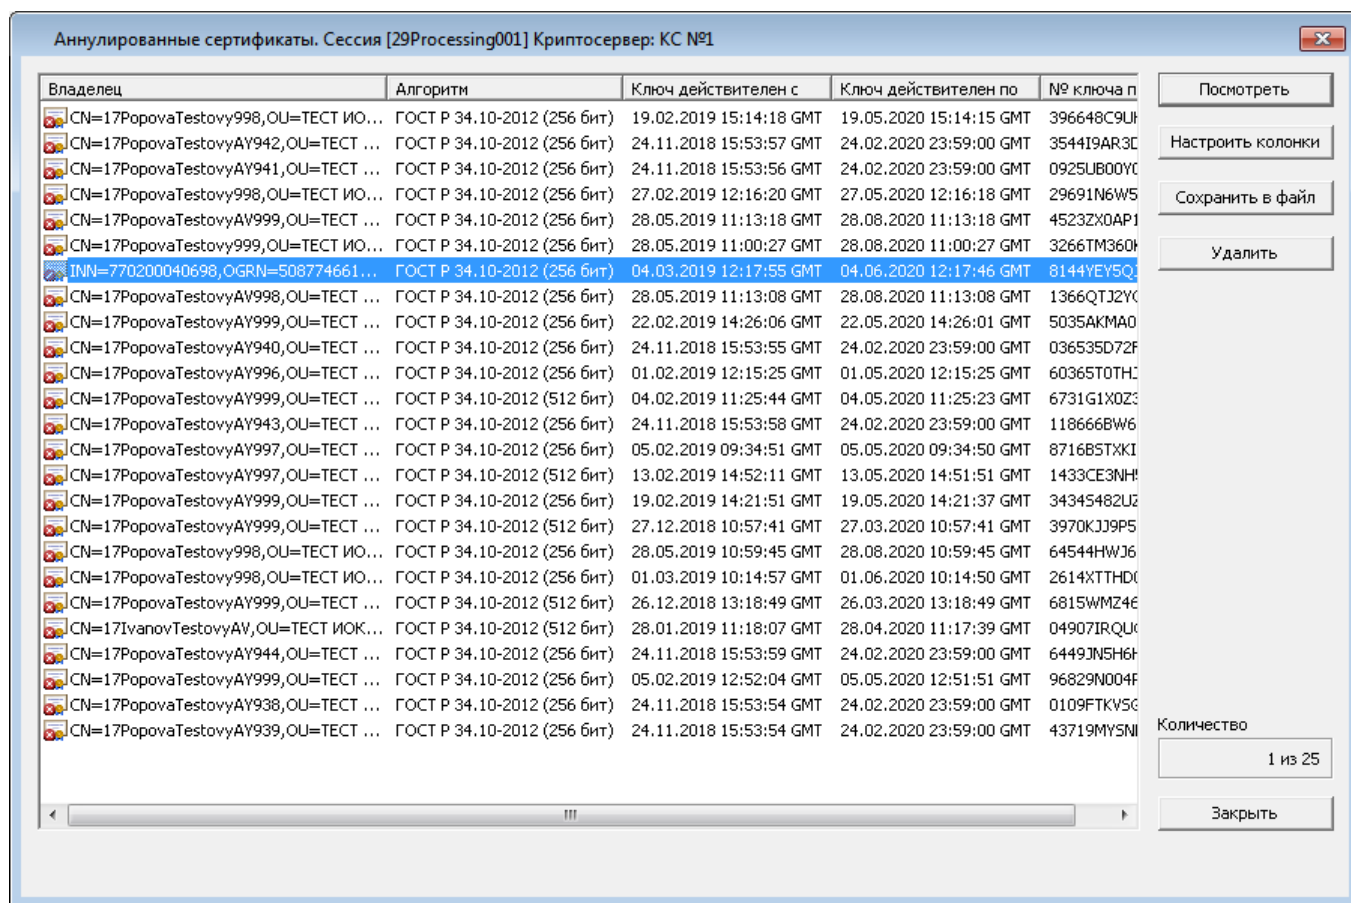 Аннулированные сертификаты. Сессия [29Processing001] Криптосервер: КС №1
Владелец Алгоритм Ключ действителен с Ключ действителен по № ключа п
CN=17PopovaTestovy998,OU=ТЕСТ ИО... ГОСТ Р 34.10-2012 (256 бит) 19.02.2019 15:14:18 GMT 19.05.2020 15:14:15 GMT 396648C9U
CN=17PopovaTestovyAY942,OU=ТЕСТ ... ГОСТ Р 34.10-2012 (256 бит) 24.11.2018 15:53:57 GMT 24.02.2020 23:59:00 GMT 3544I9AR3
CN=17PopovaTestovyAY941,OU=ТЕСТ ... ГОСТ Р 34.10-2012 (256 бит) 24.11.2018 15:53:56 GMT 24.02.2020 23:59:00 GMT 0925UB00Y
CN=17PopovaTestovy998,OU=ТЕСТ ИО... ГОСТ Р 34.10-2012 (256 бит) 27.02.2019 12:16:20 GMT 27.05.2020 12:16:18 GMT 29691N6W5
CN=17PopovaTestovyAY999,OU=ТЕСТ ... ГОСТ Р 34.10-2012 (256 бит) 28.05.2019 11:13:18 GMT 28.08.2020 11:13:18 GMT 4523ZX0AP1
CN=17PopovaTestovy999,OU=ТЕСТ ИО... ГОСТ Р 34.10-2012 (256 бит) 28.05.2019 11:00:27 GMT 28.08.2020 11:00:27 GMT 3266TM360
INN=770200040698,OGRN=508774661... ГОСТ Р 34.10-2012 (256 бит) 04.03.2019 12:17:55 GMT 04.06.2020 12:17:46 GMT 8144YEY5Q
CN=17PopovaTestovyAY998,OU=ТЕСТ ... ГОСТ Р 34.10-2012 (256 бит) 28.05.2019 11:13:08 GMT 28.08.2020 11:13:08 GMT 1366QTJ2Y
CN=17PopovaTestovyAY999,OU=ТЕСТ ... ГОСТ Р 34.10-2012 (256 бит) 22.02.2019 14:26:06 GMT 22.05.2020 14:26:01 GMT 5035AKMA0
CN=17PopovaTestovyAY940,OU=ТЕСТ ... ГОСТ Р 34.10-2012 (256 бит) 24.11.2018 15:53:55 GMT 24.02.2020 23:59:00 GMT 036535D72
CN=17PopovaTestovyAY996,OU=ТЕСТ ... ГОСТ Р 34.10-2012 (256 бит) 01.02.2019 12:15:25 GMT 01.05.2020 12:15:25 GMT 60365T0TH
CN=17PopovaTestovyAY999,OU=ТЕСТ ... ГОСТ Р 34.10-2012 (512 бит) 04.02.2019 11:25:44 GMT 04.05.2020 11:25:23 GMT 6731G1X0Z3
CN=17PopovaTestovyAY943,OU=ТЕСТ ... ГОСТ Р 34.10-2012 (256 бит) 24.11.2018 15:53:58 GMT 24.02.2020 23:59:00 GMT 118666BW6
CN=17PopovaTestovyAY997,OU=ТЕСТ ... ГОСТ Р 34.10-2012 (256 бит) 05.02.2019 09:34:51 GMT 05.05.2020 09:34:50 GMT 8716BSTXKI
CN=17PopovaTestovyAY997,OU=ТЕСТ ... ГОСТ Р 34.10-2012 (512 бит) 13.02.2019 14:52:11 GMT 13.05.2020 14:51:51 GMT 1433CE3NH
CN=17PopovaTestovyAY999,OU=ТЕСТ ... ГОСТ Р 34.10-2012 (256 бит) 19.02.2019 14:21:51 GMT 19.05.2020 14:21:37 GMT 34345482UZ
CN=17PopovaTestovyAY999,OU=ТЕСТ ... ГОСТ Р 34.10-2012 (512 бит) 27.12.2018 10:57:41 GMT 27.03.2020 10:57:41 GMT 3970KJJ9P5
CN=17PopovaTestovy998,OU=ТЕСТ ИО... ГОСТ Р 34.10-2012 (256 бит) 28.05.2019 10:59:45 GMT 28.08.2020 10:59:45 GMT 64544HWJ6
CN=17PopovaTestovy998,OU=ТЕСТ ИО... ГОСТ Р 34.10-2012 (256 бит) 01.03.2019 10:14:57 GMT 01.06.2020 10:14:50 GMT 2614XTTHD
CN=17PopovaTestovyAY999,OU=ТЕСТ ... ГОСТ Р 34.10-2012 (512 бит) 26.12.2018 13:18:49 GMT 26.03.2020 13:18:49 GMT 6815WMZ46
CN=17IvanovTestovyAV,OU=ТЕСТ ИОК... ГОСТ Р 34.10-2012 (512 бит) 28.01.2019 11:18:07 GMT 28.04.2020 11:17:39 GMT 04907IRQU
CN=17PopovaTestovyAY944,OU=ТЕСТ ... ГОСТ Р 34.10-2012 (256 бит) 24.11.2018 15:53:59 GMT 24.02.2020 23:59:00 GMT 6449JN5H6
CN=17PopovaTestovyAY999,OU=ТЕСТ ... ГОСТ Р 34.10-2012 (256 бит) 05.02.2019 12:52:04 GMT 05.05.2020 12:51:51 GMT 96829N004
CN=17PopovaTestovyAY938,OU=ТЕСТ ... ГОСТ Р 34.10-2012 (256 бит) 24.11.2018 15:53:54 GMT 24.02.2020 23:59:00 GMT 0109FTKVS
CN=17PopovaTestovyAY939,OU=ТЕСТ ... ГОСТ Р 34.10-2012 (256 бит) 24.11.2018 15:53:54 GMT 24.02.2020 23:59:00 GMT 43719MYSN
Посмотреть
Настроить колонки
Сохранить в файл
Удалить
Количество
1 из 25
Закрыть